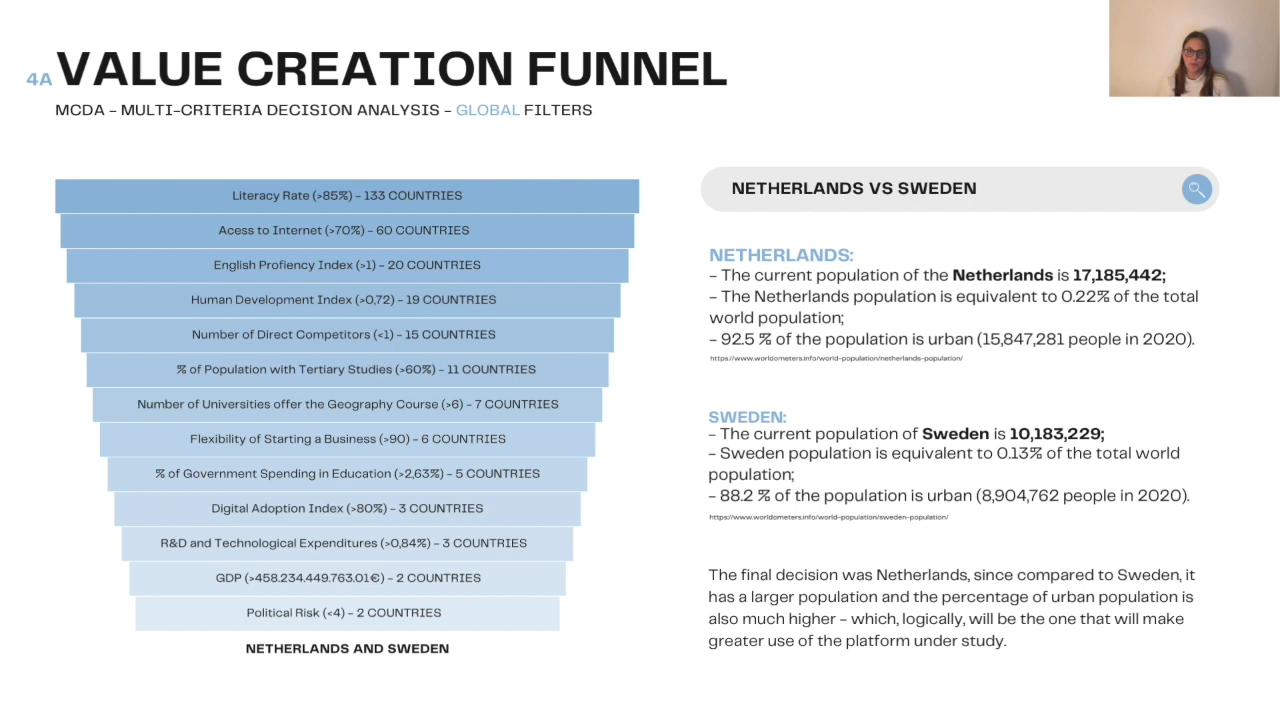 4A VALUE CREATION FUNNEL
MCDA - MULTI-CRITERIA DECISION ANALYSIS - GLOBAL FILTERS
Literacy Rate (>85%) - 133 COUNTRIES
Acess to Internet (>70%) - 60 COUNTRIES
English Profiency Index (>1) - 20 COUNTRIES
Human Development Index (>0,72) - 19 COUNTRIES
Number of Direct Competitors (<1) - 15 COUNTRIES
% of Population with Tertiary Studies (>60%) - 11 COUNTRIES
Number of Universities offer the Geography Course (>6) - 7 COUNTRIES
Flexibility of Starting a Business (>90) - 6 COUNTRIES
% of Government Spending in Education (>2,63%) - 5 COUNTRIES
Digital Adoption Index (>80%) - 3 COUNTRIES
R&D and Technological Expenditures (>0,84%) - 3 COUNTRIES
GDP (>458.234.449.763.01€) - 2 COUNTRIES
Political Risk (<4) - 2 COUNTRIES
NETHERLANDS AND SWEDEN
NETHERLANDS VS SWEDEN
NETHERLANDS:
- The current population of the Netherlands is 17,185,442;
- The Netherlands population is equivalent to 0.22% of the total
world population;
- 92.5 % of the population is urban (15,847,281 people in 2020).
https://www.worldometers.info/world-population/netherlands-population/
SWEDEN:
- The current population of Sweden is 10,183,229;
- Sweden population is equivalent to 0.13% of the total world
population;
- 88.2 % of the population is urban (8,904,762 people in 2020).
https://www.worldometers.info/world-population/sweden-population/
The final decision was Netherlands, since compared to Sweden, it
has a larger population and the percentage of urban population is
also much higher - which, logically, will be the one that will make
greater use of the platform under study.